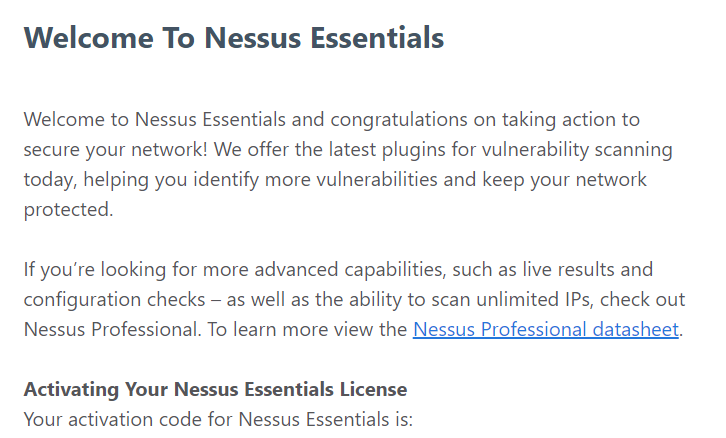 Welcome To Nessus Essentials
Welcome to Nessus Essentials and congratulations on taking action to
secure your network! We offer the latest plugins for vulnerability scanning
today, helping you identify more vulnerabilities and keep your network
protected.
If you’re looking for more advanced capabilities, such as live results and
configuration checks – as well as the ability to scan unlimited IPs, check out
Nessus Professional. To learn more view the Nessus Professional datasheet.
Activating Your Nessus Essentials License
Your activation code for Nessus Essentials is: